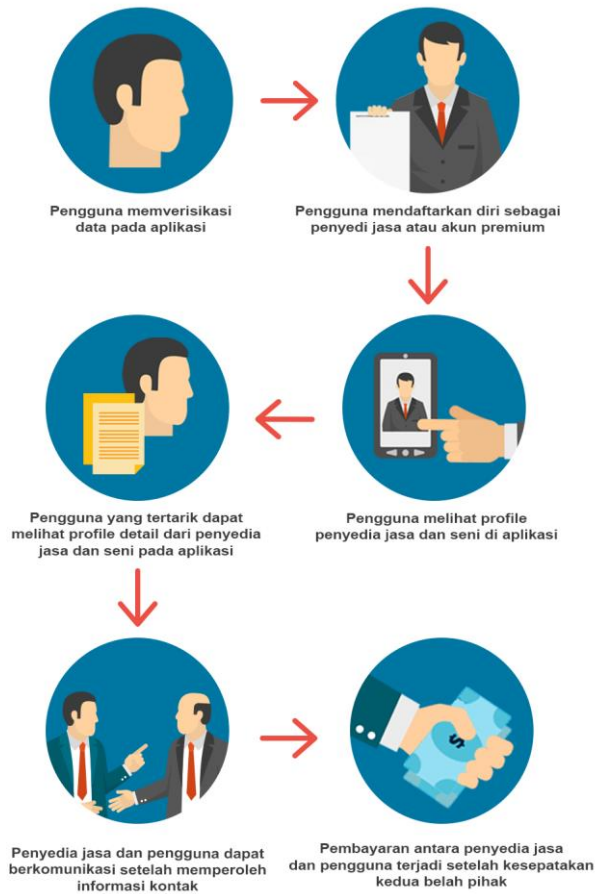 Pengguna memverisikasi
data pada aplikasi
Pengguna mendaftarkan diri sebagai
penyedi jasa atau akun premium
Pengguna yang tertarik dapat
melihat profile detail dari penyedia
jasa dan seni pada aplikasi
Pengguna melihat profile
penyedia jasa dan seni di aplikasi
Penyedia jasa dan pengguna dapat
berkomunikasi setelah memperoleh
informasi kontak
$
Pembayaran antara penyedia jasa
dan pengguna terjadi setelah kesepatakan
kedua belah pihak